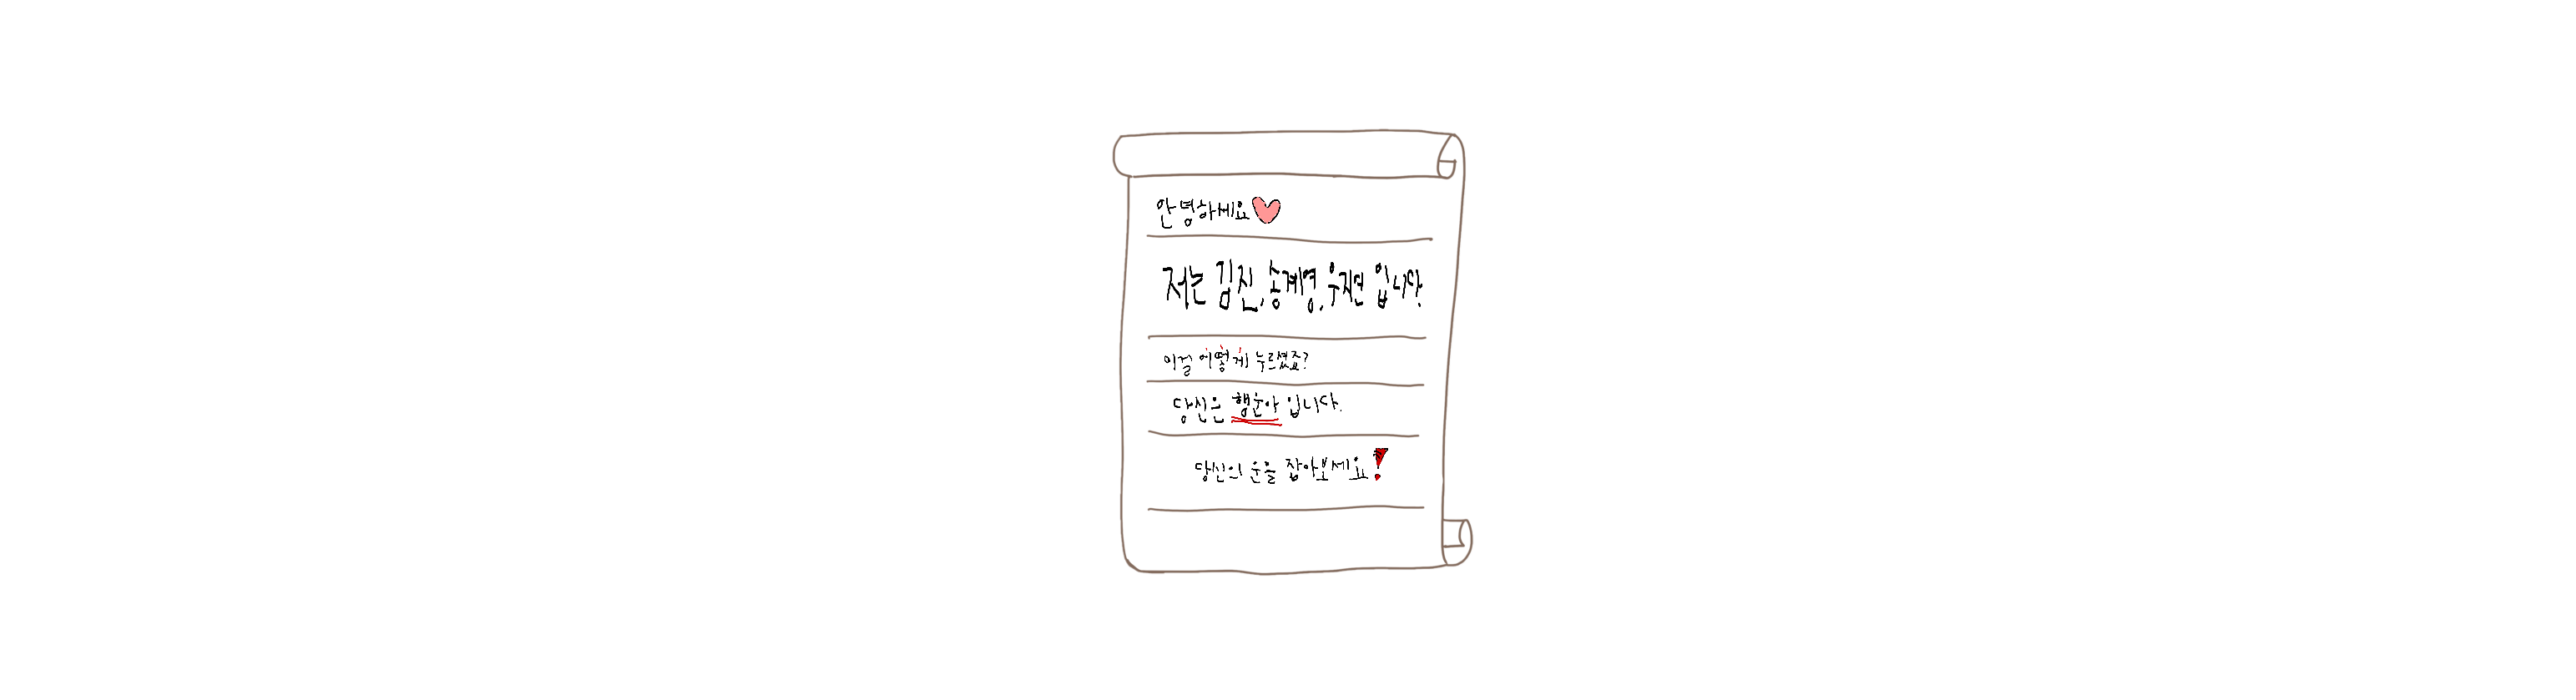 안녕하세요
저는 김진, 송계영, 우지민 입니다.
이걸 어떻게 누르셨죠?
당신은 행운아 입니다.
당신의 운을 잡아보세요!